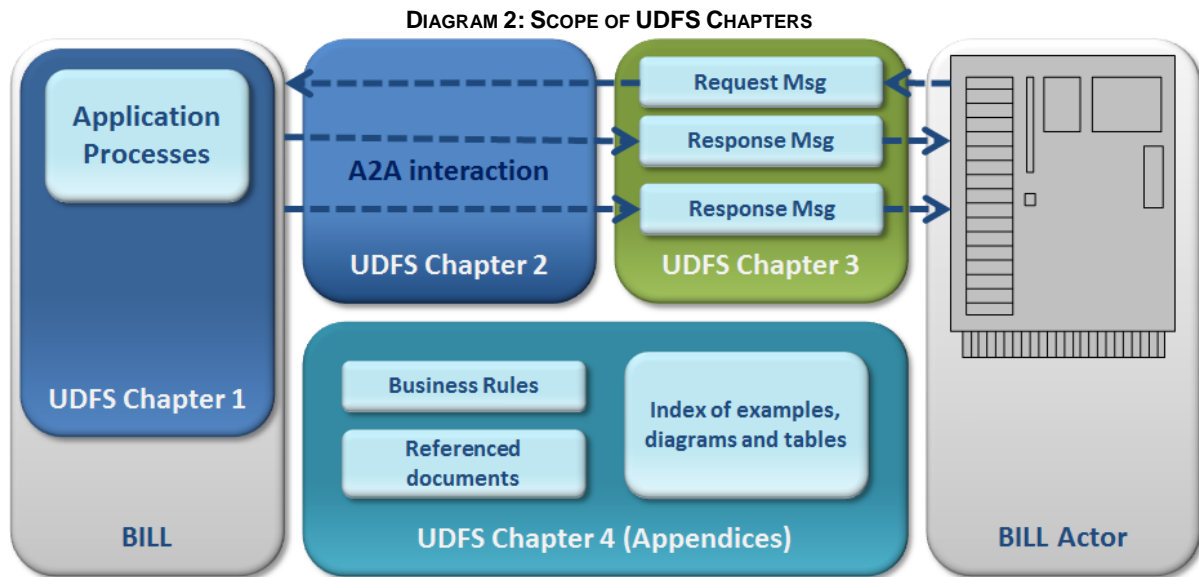 DIAGRAM 2: SCOPE OF UDFS CHAPTERS
Application
Processes
UDFS Chapter 1
BILL
A2A interaction
UDFS Chapter 2
Request Msg
Response Msg
Response Msg
UDFS Chapter 3
Business Rules
Referenced
documents
Index of examples,
diagrams and tables
UDFS Chapter 4 (Appendices)
BILL Actor